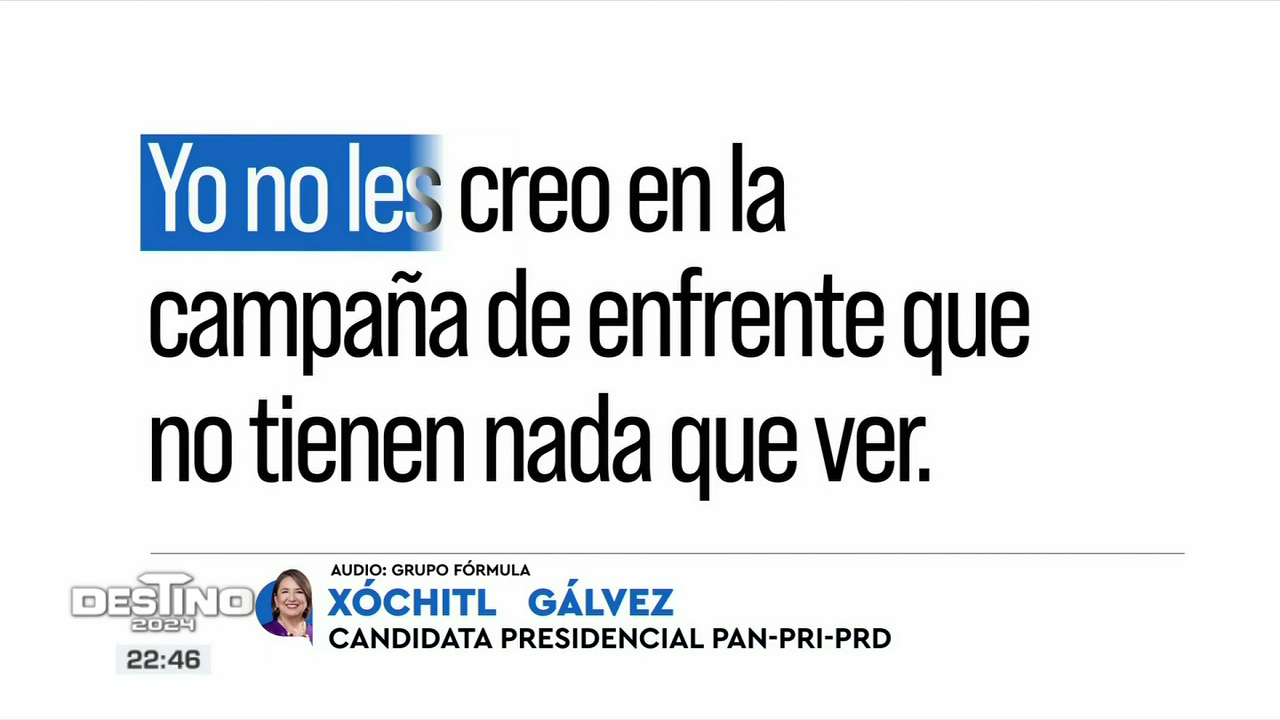 Yo no les creo en la
campaña de enfrente que
no tienen nada que ver.
AUDIO: GRUPO FÓRMULA
XÓCHITL GÁLVEZ
CANDIDATA PRESIDENCIAL PAN-PRI-PRD
DESTINO
2024
22:46